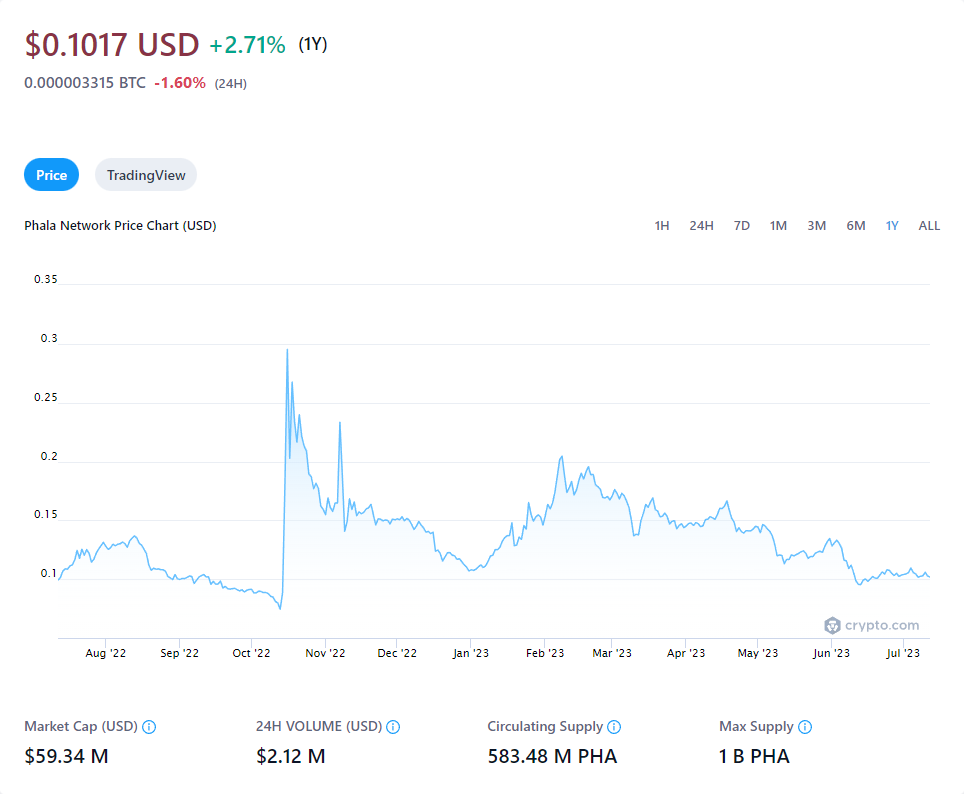 $0.1017 USD +2.71% (1Y)
0.000003315 BTC -1.60% (24H)
Price TradingView
Phala Network Price Chart (USD) 1H 24H 7D 1M 3M 6M 1Y ALL
0.35
0.3
0.25
0.2
0.15
0.1
crypto.com
Aug '22 Sep '22 Oct '22 Nov '22 Dec '22 Jan '23 Feb '23 Mar '23 Apr '23 May '23 Jun '23 Jul '23
Market Cap (USD) 24H VOLUME (USD) Circulating Supply Max Supply
$59.34 M $2.12 M 583.48 M PHA 1 B PHA